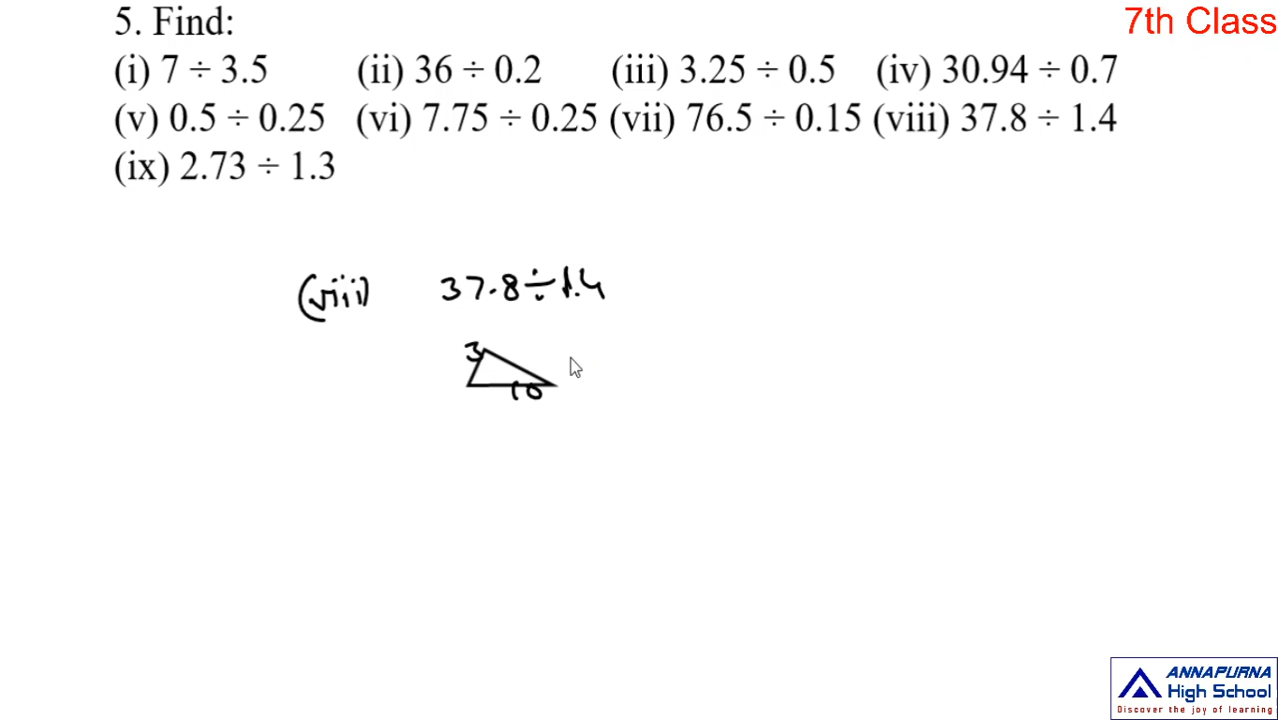 7th Class
5. Find:
(i) 7 ÷ 3.5 (ii) 36 ÷ 0.2 (iii) 3.25 ÷ 0.5 (iv) 30.94 ÷ 0.7
(v) 0.5 ÷ 0.25 (vi) 7.75 ÷ 0.25 (vii) 76.5 ÷ 0.15 (viii) 37.8 ÷ 1.4
(ix) 2.73 ÷ 1.3
(viii) 37.8 ÷ 1.4
3
10
ANNAPURNA
High School
Discover the joy of learning